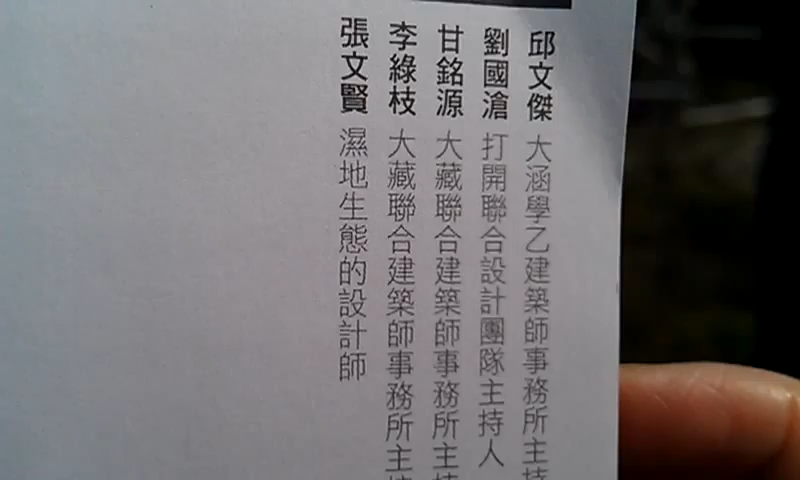 邱文傑 大涵學乙建築師事務所主持
劉國滄 打開聯合設計團隊主持人
甘銘源 大藏聯合建築師事務所主持
李綠枝 大藏聯合建築師事務所主持
張文賢 濕地生態的設計師